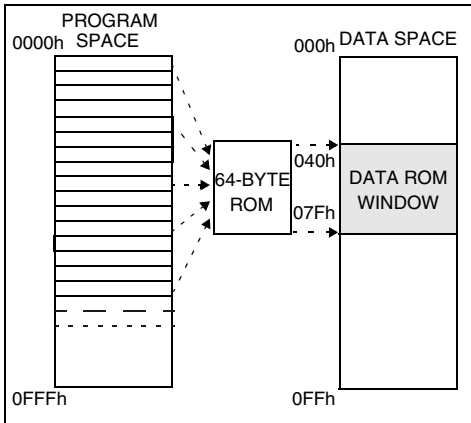 PROGRAM
SPACE
0000h
0FFFh
64-BYTE
ROM
000h
DATA SPACE
040h
DATA ROM
WINDOW
07Fh
0FFh